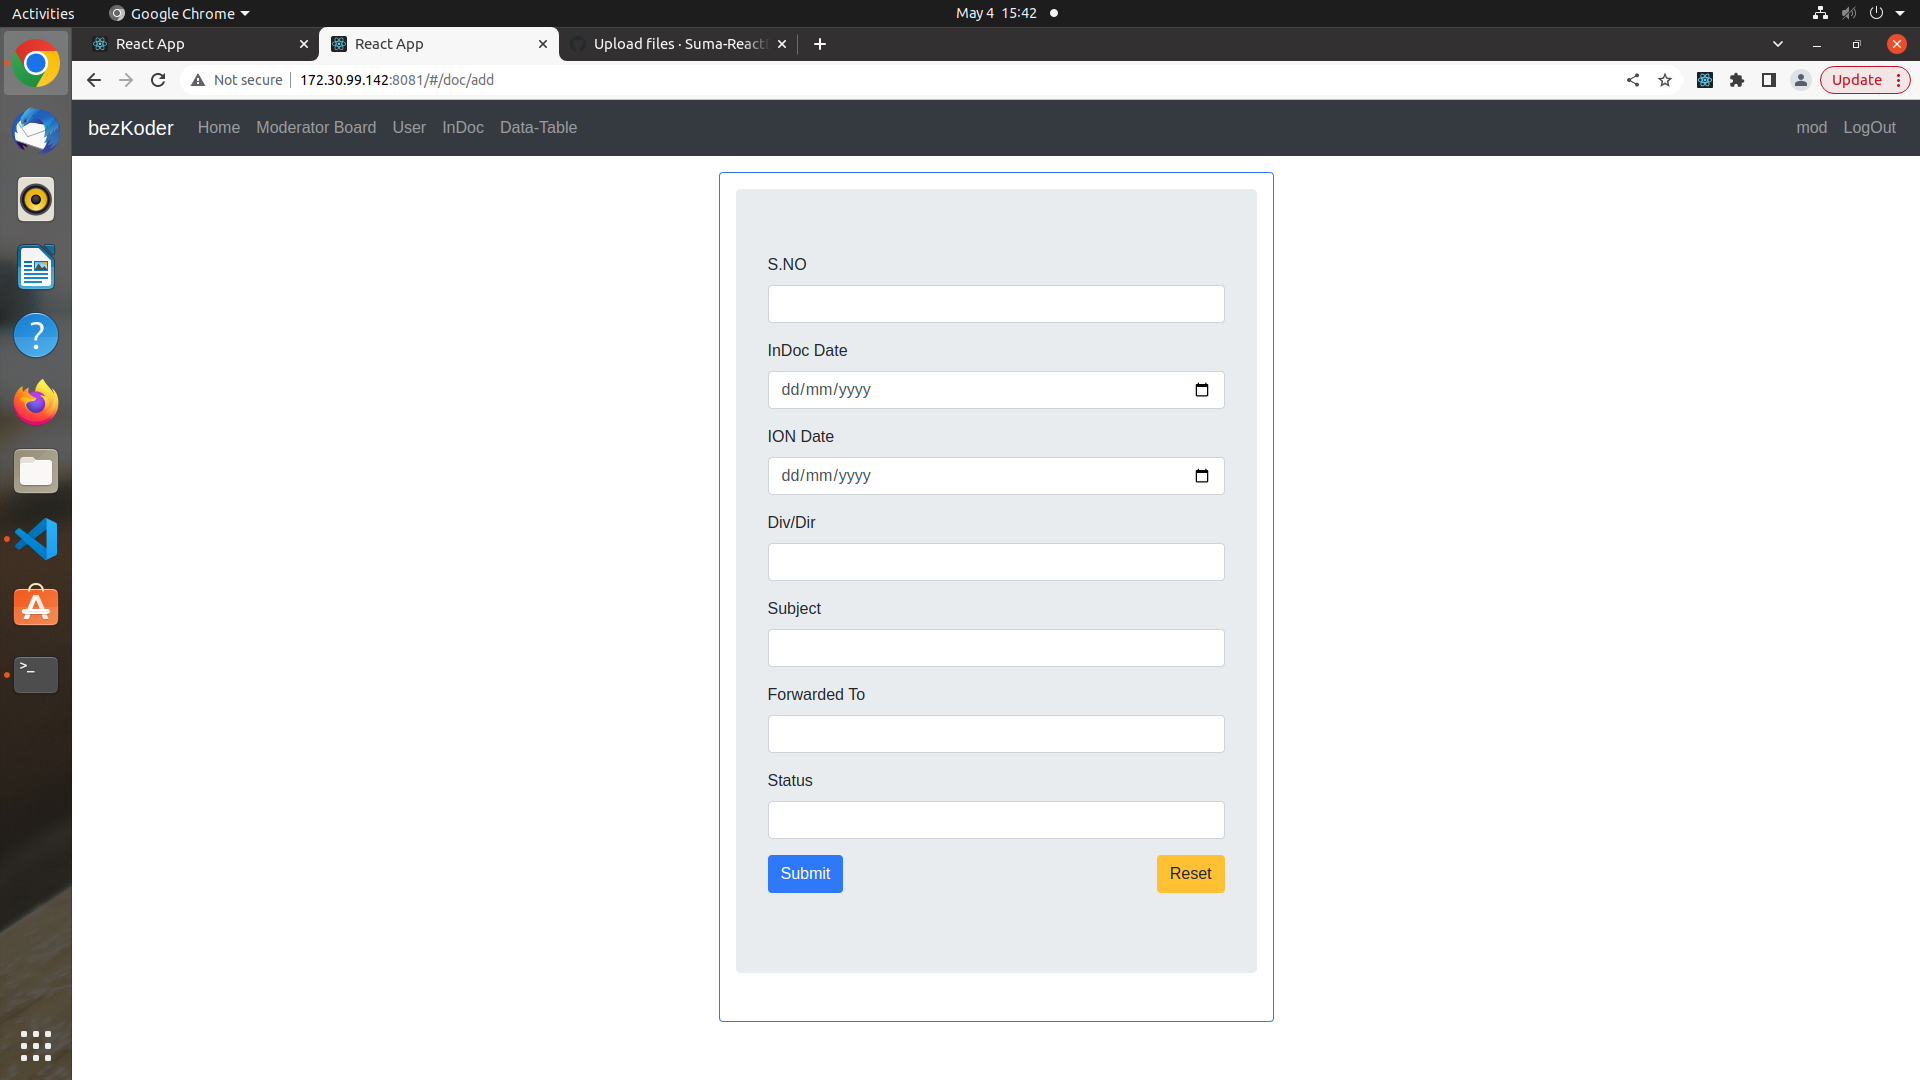 Activities Google Chrome May 4 15:42
React App React App Upload files · Suma-React
Not secure 172.30.99.142:8081/#/doc/add Update
bezKoder Home Moderator Board User InDoc Data-Table mod LogOut
S.NO
InDoc Date
dd/mm/yyyy
ION Date
dd/mm/yyyy
Div/Dir
Subject
Forwarded To
Status
Submit Reset